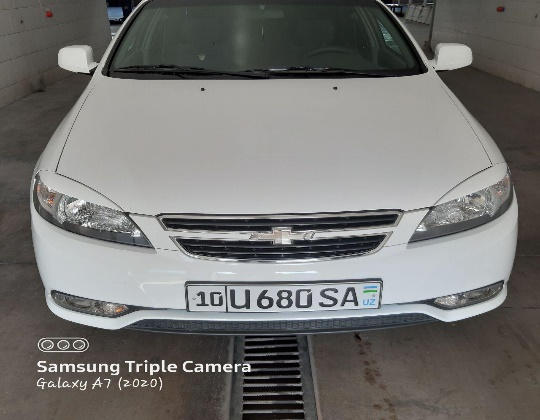 10 U 680 SA UZ
Samsung Triple Camera
Galaxy A7 (2020)